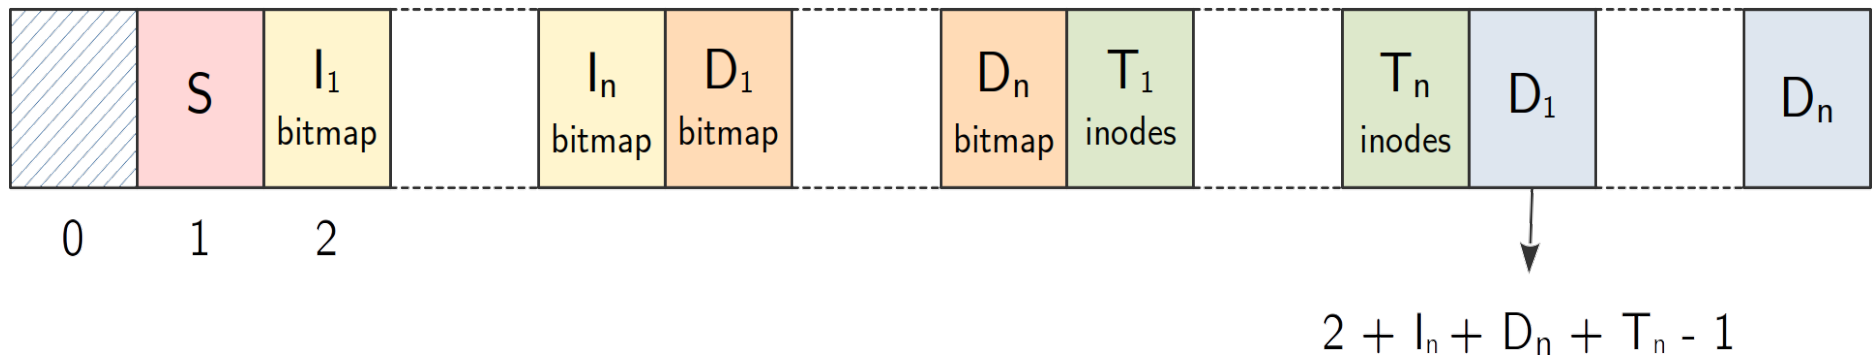 S
I₁
bitmap
Iₙ
bitmap
D₁
bitmap
Dₙ
bitmap
T₁
inodes
Tₙ
inodes
D₁
Dₙ
0
1
2
2 + Iₙ + Dₙ + Tₙ - 1